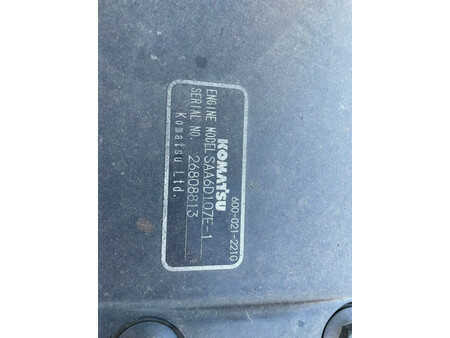 600-021-2210
KOMATSU
ENGINE MODEL SAA6D107E-1
SERIAL NO. 26808813
Komatsu Ltd.